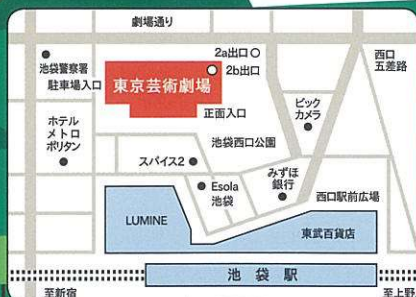 劇場通り
2a出口
2b出口
西口
五差路
池袋警察署
駐車場入口
東京芸術劇場
正面入口
ビック
カメラ
ホテル
メトロ
ポリタン
池袋西口公園
スパイス2
Esola
池袋
みずほ
銀行
西口駅前広場
LUMINE
東武百貨店
池袋駅
至新宿
至上野